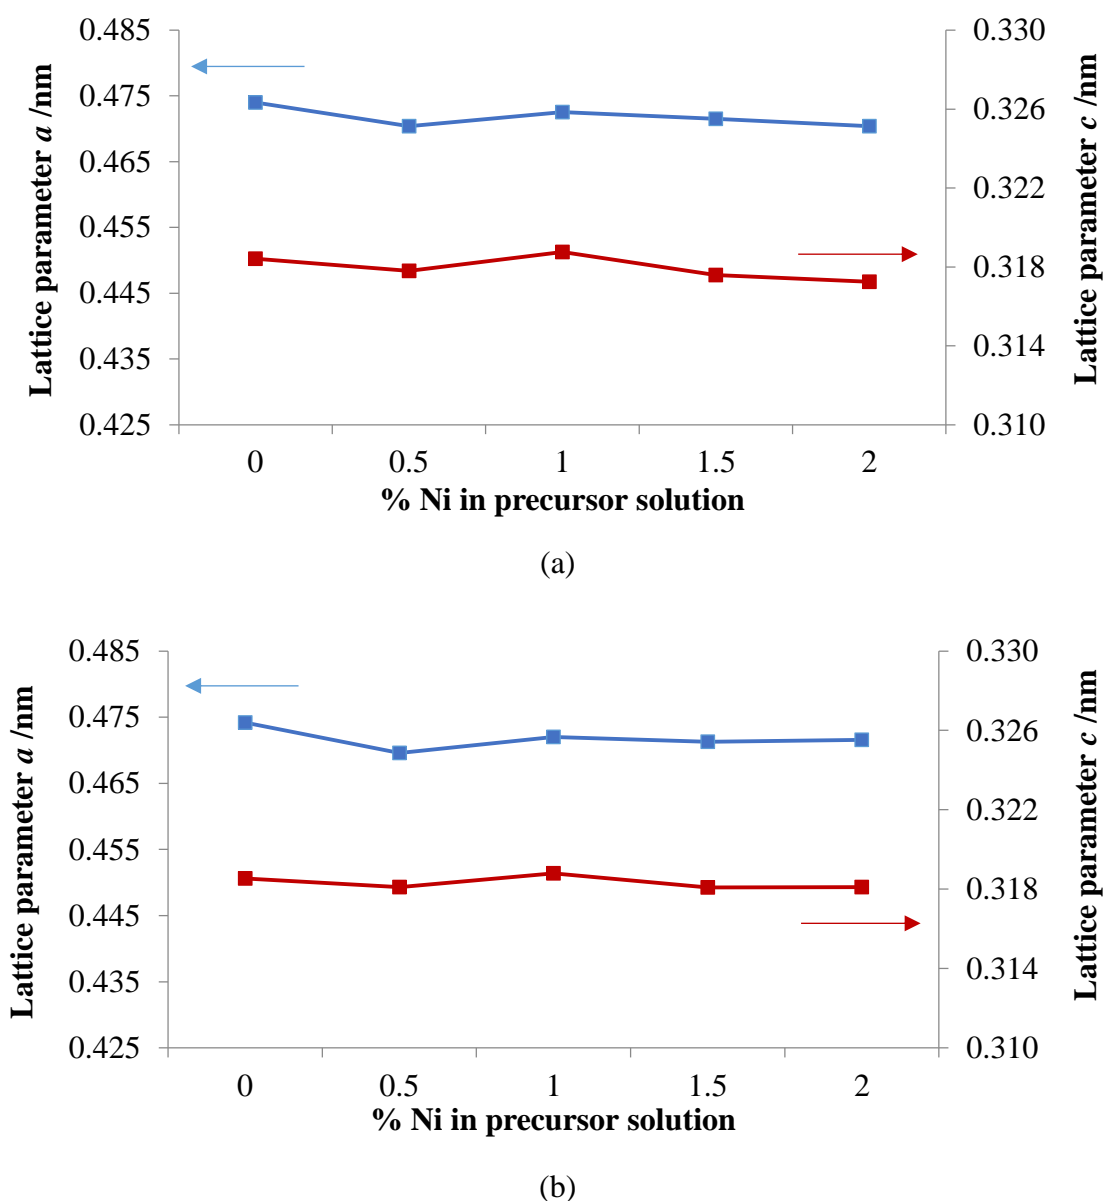 0.485
0.475
0.465
0.455
0.445
0.435
0.425
Lattice parameter a /nm
0.330
0.326
0.322
0.318
0.314
0.310
Lattice parameter c /nm
0 0.5 1 1.5 2
% Ni in precursor solution
(a)
0.485
0.475
0.465
0.455
0.445
0.435
0.425
Lattice parameter a /nm
0.330
0.326
0.322
0.318
0.314
0.310
Lattice parameter c /nm
0 0.5 1 1.5 2
% Ni in precursor solution
(b)